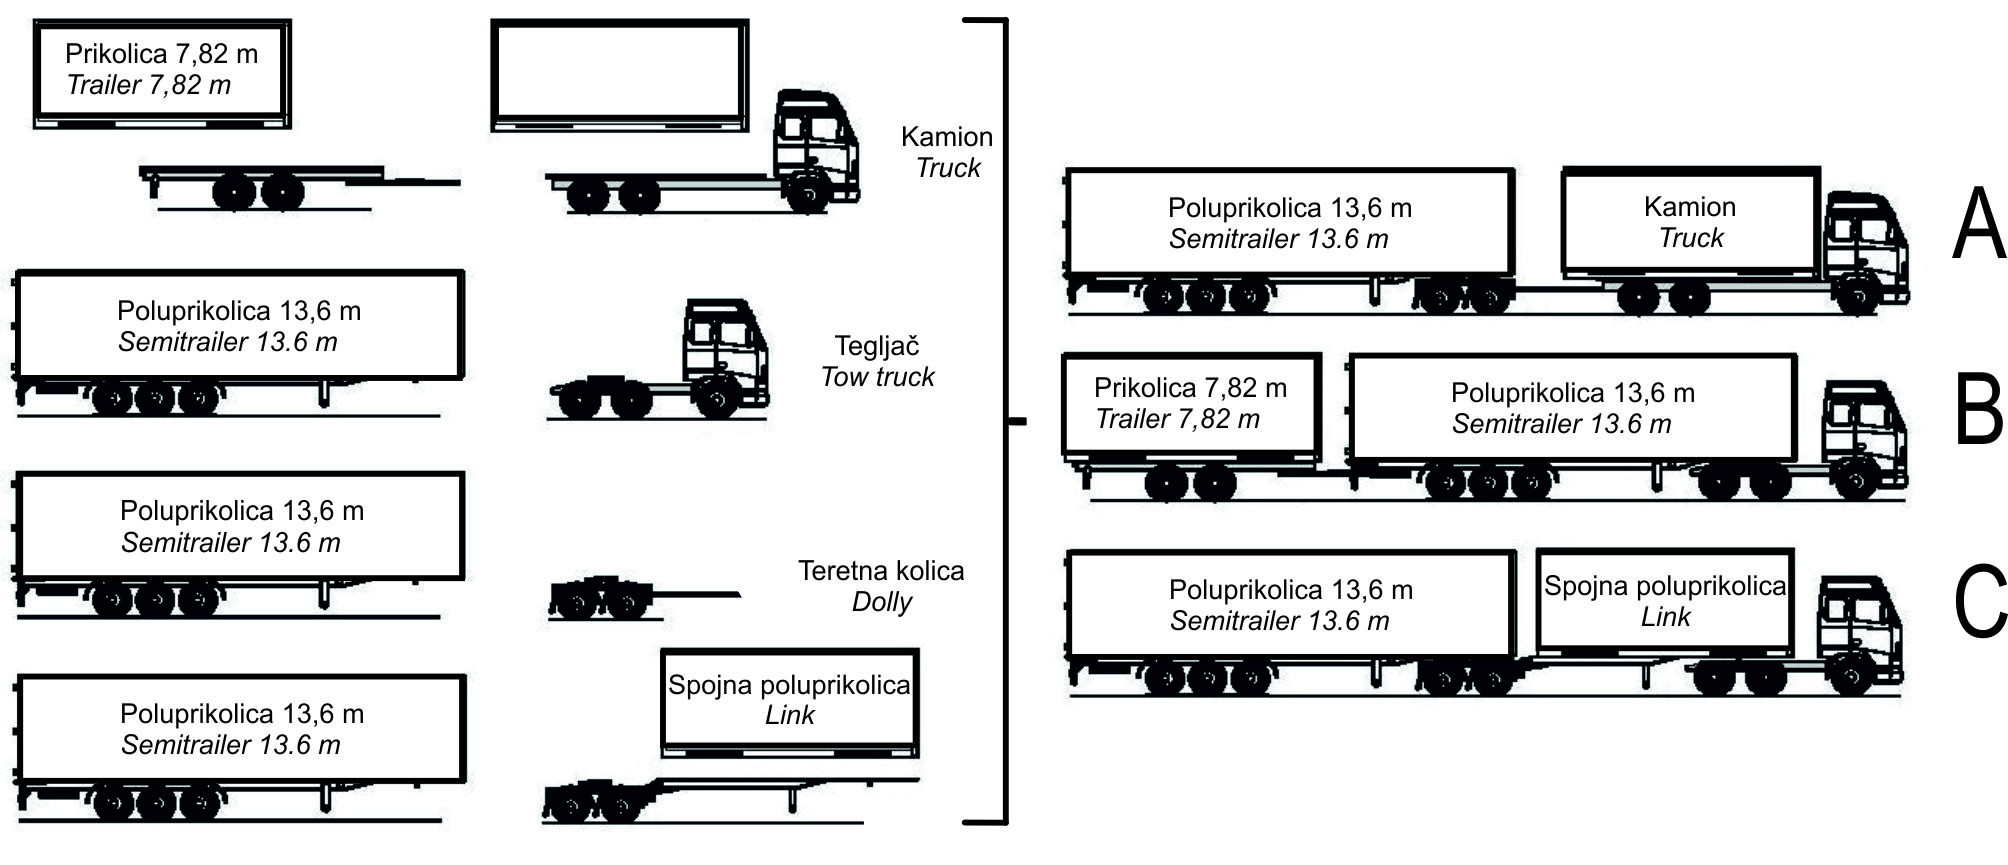 Prikolica 7,82 m
Trailer 7,82 m
Kamion
Truck
Poluprikolica 13,6 m
Semitrailer 13.6 m
Tegljač
Tow truck
Poluprikolica 13,6 m
Semitrailer 13.6 m
Teretna kolica
Dolly
Poluprikolica 13,6 m
Semitrailer 13.6 m
Spojna poluprikolica
Link
Poluprikolica 13,6 m
Semitrailer 13.6 m
Kamion
Truck
A
Prikolica 7,82 m
Trailer 7,82 m
Poluprikolica 13,6 m
Semitrailer 13.6 m
B
Poluprikolica 13,6 m
Semitrailer 13.6 m
Spojna poluprikolica
Link
C